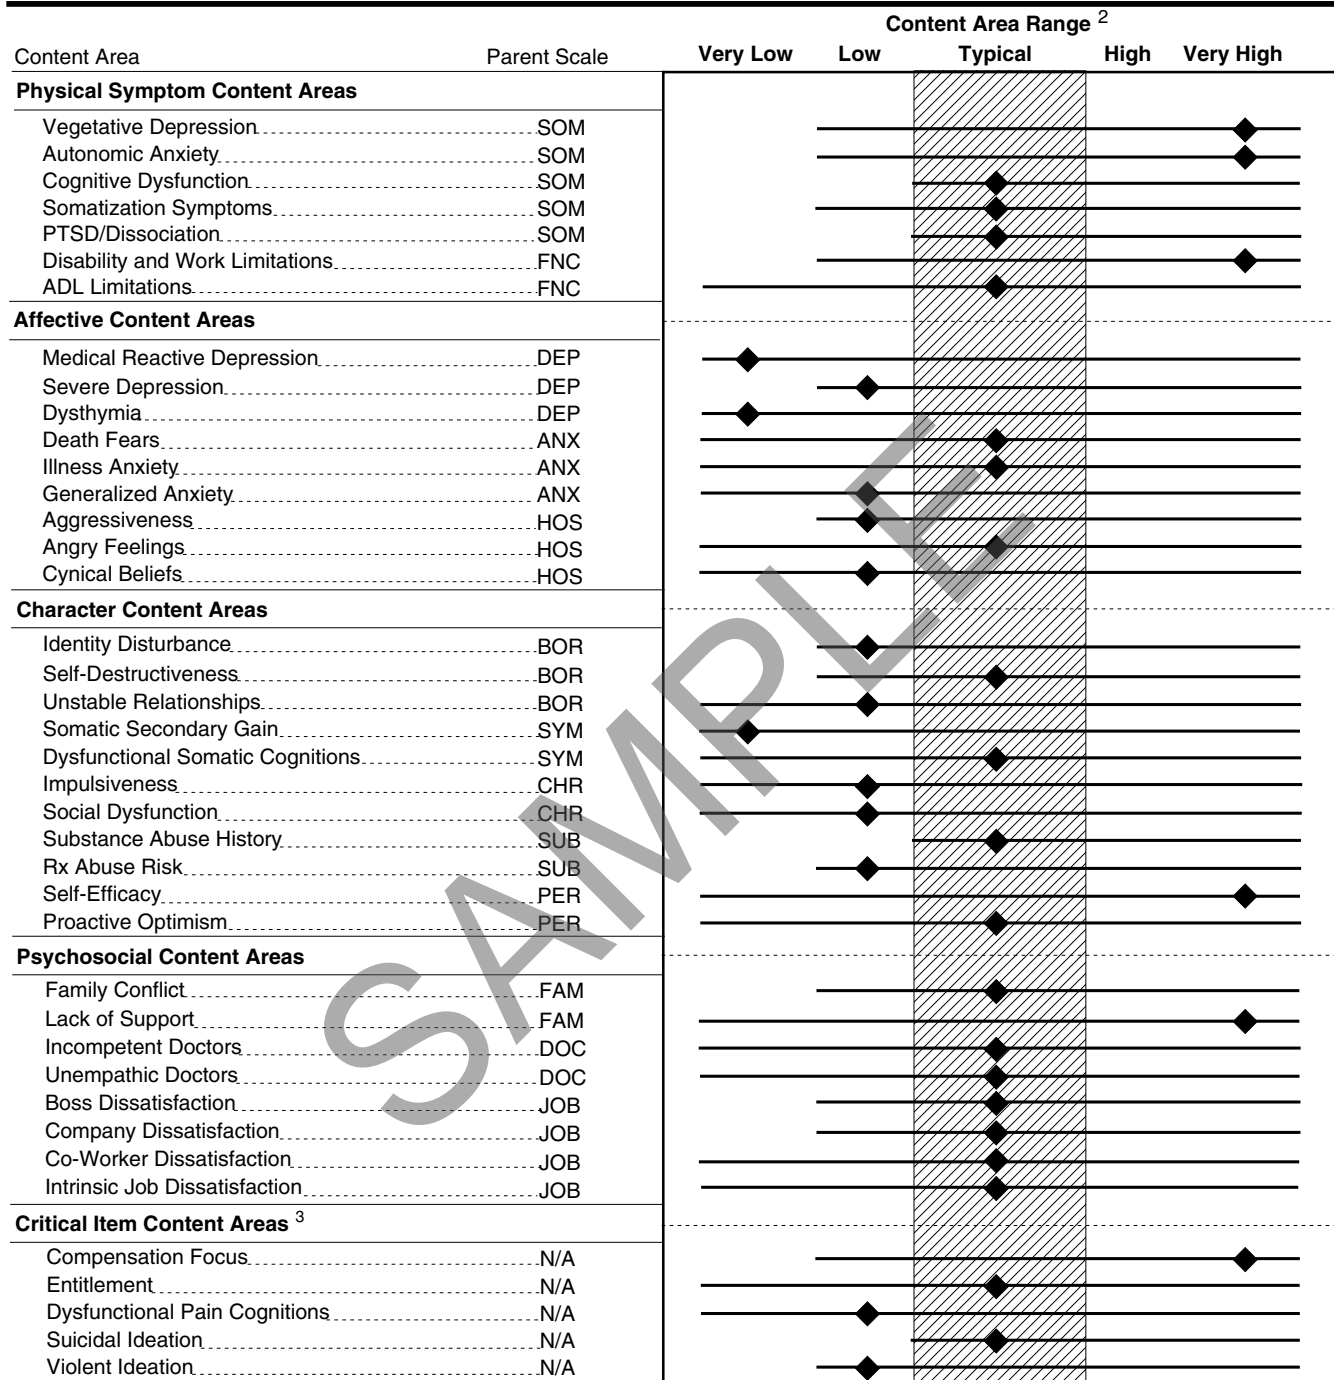 Content Area Range 2
Content Area Parent Scale Very Low Low Typical High Very High
Physical Symptom Content Areas
Vegetative Depression SOM
Autonomic Anxiety SOM
Cognitive Dysfunction SOM
Somatization Symptoms SOM
PTSD/Dissociation SOM
Disability and Work Limitations FNC
ADL Limitations FNC
Affective Content Areas
Medical Reactive Depression DEP
Severe Depression DEP
Dysthymia DEP
Death Fears ANX
Illness Anxiety ANX
Generalized Anxiety ANX
Aggressiveness HOS
Angry Feelings HOS
Cynical Beliefs HOS
Character Content Areas
Identity Disturbance BOR
Self-Destructiveness BOR
Unstable Relationships BOR
Somatic Secondary Gain SYM
Dysfunctional Somatic Cognitions SYM
Impulsiveness CHR
Social Dysfunction CHR
Substance Abuse History SUB
Rx Abuse Risk SUB
Self-Efficacy PER
Proactive Optimism PER
Psychosocial Content Areas
Family Conflict FAM
Lack of Support FAM
Incompetent Doctors DOC
Unempathic Doctors DOC
Boss Dissatisfaction JOB
Company Dissatisfaction JOB
Co-Worker Dissatisfaction JOB
Intrinsic Job Dissatisfaction JOB
Critical Item Content Areas 3
Compensation Focus N/A
Entitlement N/A
Dysfunctional Pain Cognitions N/A
Suicidal Ideation N/A
Violent Ideation N/A
SAMPLE